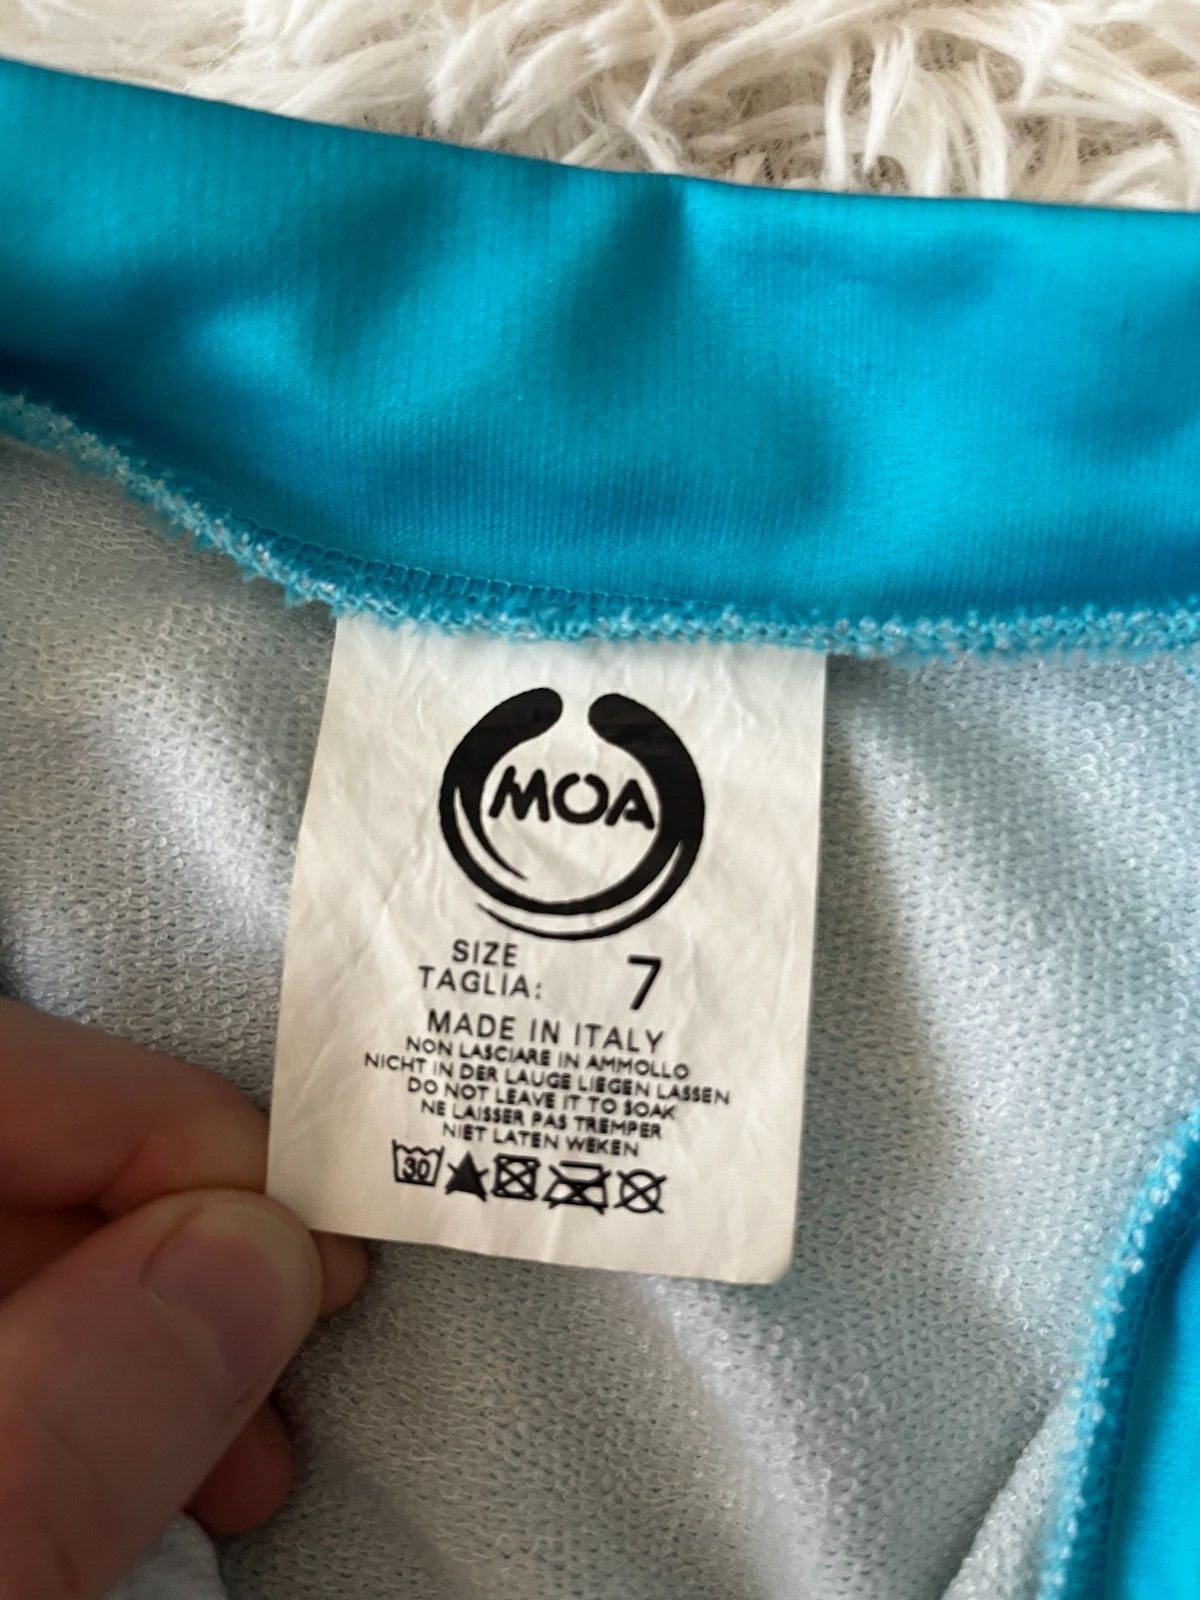 MOA
SIZE
TAGLIA: 7
MADE IN ITALY
NON LASCIARE IN AMMOLLO
NICHT IN DER LAUGE LIEGEN LASSEN
DO NOT LEAVE IT TO SOAK
NE LAISSER PAS TREMPER
NIET LATEN WEKEN
30